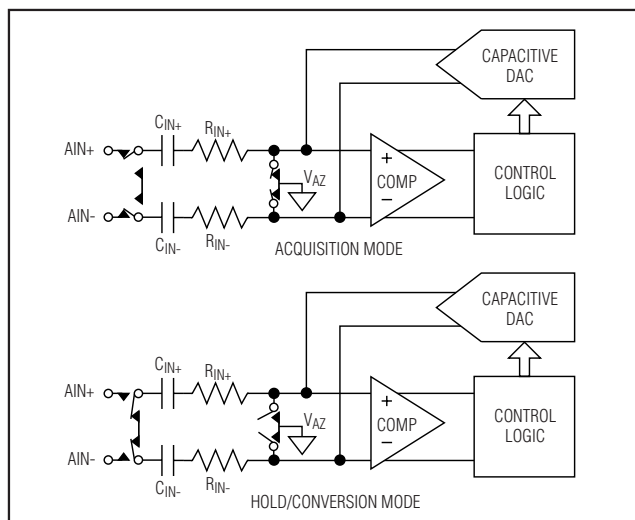 CAPACITIVE
DAC
CIN+
RIN+
AIN+
+
COMP
−
VAZ
CONTROL
LOGIC
AIN-
CIN-
RIN-
ACQUISITION MODE
CAPACITIVE
DAC
CIN+
RIN+
AIN+
+
COMP
−
VAZ
CONTROL
LOGIC
AIN-
CIN-
RIN-
HOLD/CONVERSION MODE